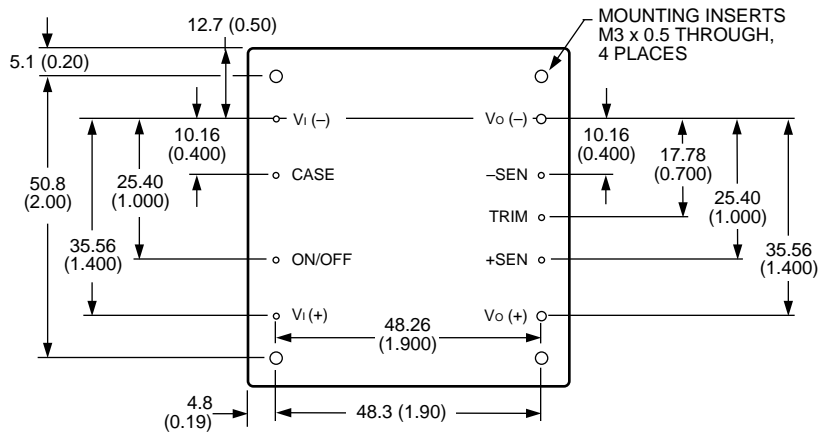 12.7 (0.50)
MOUNTING INSERTS
M3 x 0.5 THROUGH,
4 PLACES
5.1 (0.20)
VI (–)
VO (–)
10.16
(0.400)
10.16
(0.400)
17.78
(0.700)
CASE
–SEN
50.8
(2.00)
25.40
(1.000)
25.40
(1.000)
TRIM
35.56
(1.400)
35.56
(1.400)
ON/OFF
+SEN
VI (+)
VO (+)
48.26
(1.900)
4.8
(0.19)
48.3 (1.90)